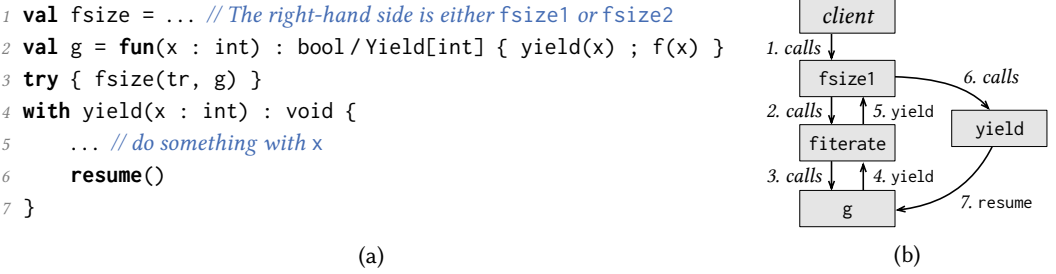 1 val fsize = ... // The right-hand side is either fsize1 or fsize2
2 val g = fun(x : int) : bool / Yield[int] { yield(x) ; f(x) }
3 try { fsize(tr, g) }
4 with yield(x : int) : void {
5 ... // do something with x
6 resume()
7 }
(a)
client
1. calls
fsize1
6. calls
2. calls
5. yield
yield
fiterate
3. calls
4. yield
7. resume
g
(b)